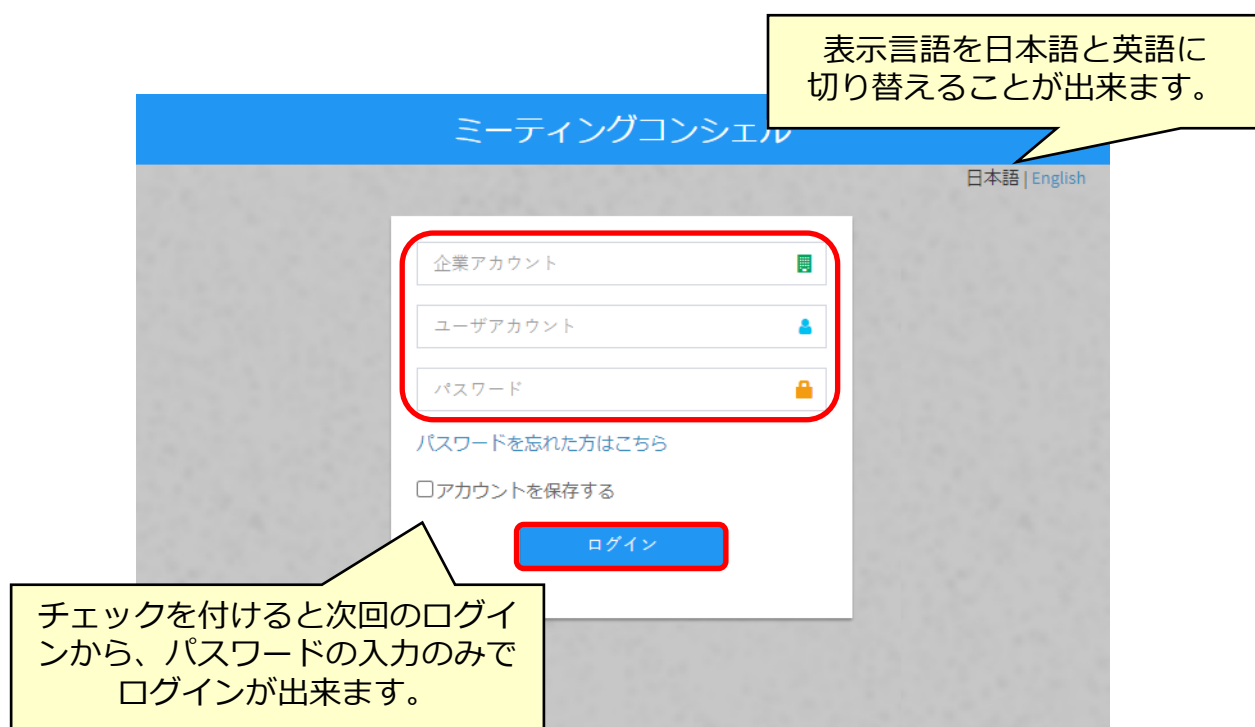 表示言語を日本語と英語に
切り替えることが出来ます。
ミーティングコンシェル
日本語 | English
企業アカウント
ユーザアカウント
パスワード
パスワードを忘れた方はこちら
アカウントを保存する
ログイン
チェックを付けると次回のログイ
ンから、パスワードの入力のみで
ログインが出来ます。